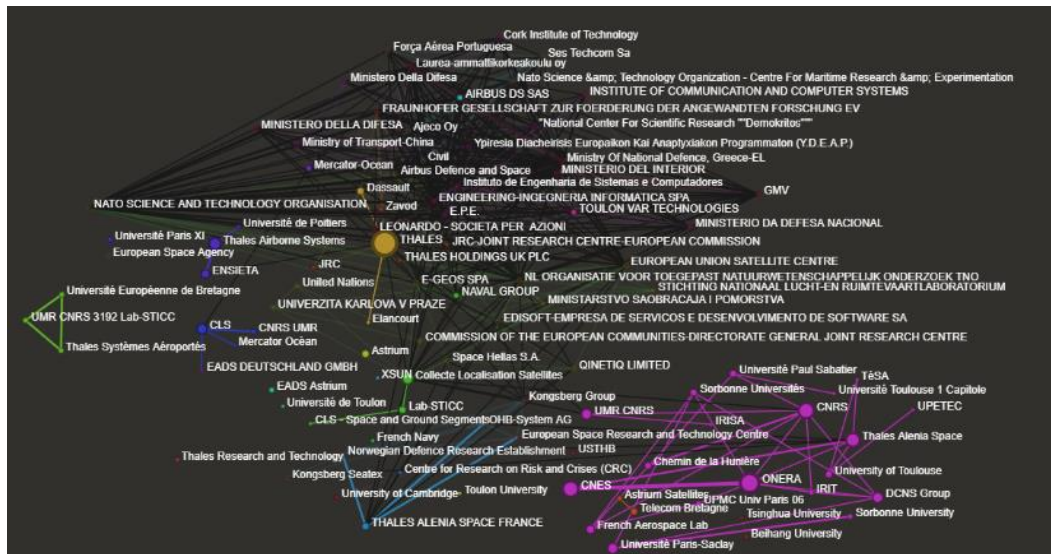 Cork Institute of Technology
Força Aérea Portuguesa
Ses Techcom Sa
Laurea-ammattikorkeakoulu oy
Ministero Della Difesa
Nato Science &amp; Technology Organization - Centre For Maritime Research &amp; Experimentation
AIRBUS DS SAS
INSTITUTE OF COMMUNICATION AND COMPUTER SYSTEMS
FRAUNHOFER GESELLSCHAFT ZUR FOERDERUNG DER ANGEWANDTEN FORSCHUNG EV
MINISTERO DELLA DIFESA
Ajeco Oy
"National Center For Scientific Research ""Demokritos"""
Ministry of Transport-China
Ypiresia Diacheirisis Europaikon Kai Anaptyxiakon Programmaton (Y.D.E.A.P.)
Civil
Ministry Of National Defence, Greece-EL
Mercator-Ocean
Airbus Defence and Space
MINISTERIO DEL INTERIOR
Dassault
Instituto de Engenharia de Sistemas e Computadores
GMV
NATO SCIENCE AND TECHNOLOGY ORGANISATION
Zavod
ENGINEERING-INGEGNERIA INFORMATICA SPA
E.P.E.
TOULON VAR TECHNOLOGIES
Université de Poitiers
LEONARDO - SOCIETA PER AZIONI
MINISTERIO DA DEFESA NACIONAL
Université Paris XI
Thales Airborne Systems
THALES
JRC-JOINT RESEARCH CENTRE-EUROPEAN COMMISSION
European Space Agency
THALES HOLDINGS UK PLC
EUROPEAN UNION SATELLITE CENTRE
ENSIETA
JRC
E-GEOS SPA
NL ORGANISATIE VOOR TOEGEPAST NATUURWETENSCHAPPELIJK ONDERZOEK TNO
United Nations
STICHTING NATIONAAL LUCHT-EN RUIMTEVAARTLABORATORIUM
Université Européenne de Bretagne
NAVAL GROUP
UNIVERZITA KARLOVA V PRAZE
MINISTARSTVO SAOBRACAJA I POMORSTVA
UMR CNRS 3192 Lab-STICC
Elancourt
EDISOFT-EMPRESA DE SERVICOS E DESENVOLVIMENTO DE SOFTWARE SA
CLS
CNRS UMR
Mercator Océan
COMMISSION OF THE EUROPEAN COMMUNITIES-DIRECTORATE GENERAL JOINT RESEARCH CENTRE
Thales Systèmes Aéroportés
Astrium
Space Hellas S.A.
EADS DEUTSCHLAND GMBH
QINETIQ LIMITED
XSUN
Collecte Localisation Satellites
Université Paul Sabatier
TéSA
EADS Astrium
Sorbonne Universités
Université Toulouse 1 Capitole
Université de Toulon
Kongsberg Group
Lab-STICC
UMR CNRS
CNRS
UPETEC
CLS - Space and Ground Segments
OHB-System AG
IRISA
French Navy
European Space Research and Technology Centre
Thales Alenia Space
Norwegian Defence Research Establishment
USTHB
Thales Research and Technology
Chemin de la Hunière
Kongsberg Seatex
Centre for Research on Risk and Crises (CRC)
University of Toulouse
ONERA
CNES
IRIT
University of Cambridge
Toulon University
Astrium Satellites
UPMC Univ Paris 06
DCNS Group
Telecom Bretagne
Tsinghua University
Sorbonne University
THALES ALENIA SPACE FRANCE
French Aerospace Lab
Beihang University
Université Paris-Saclay